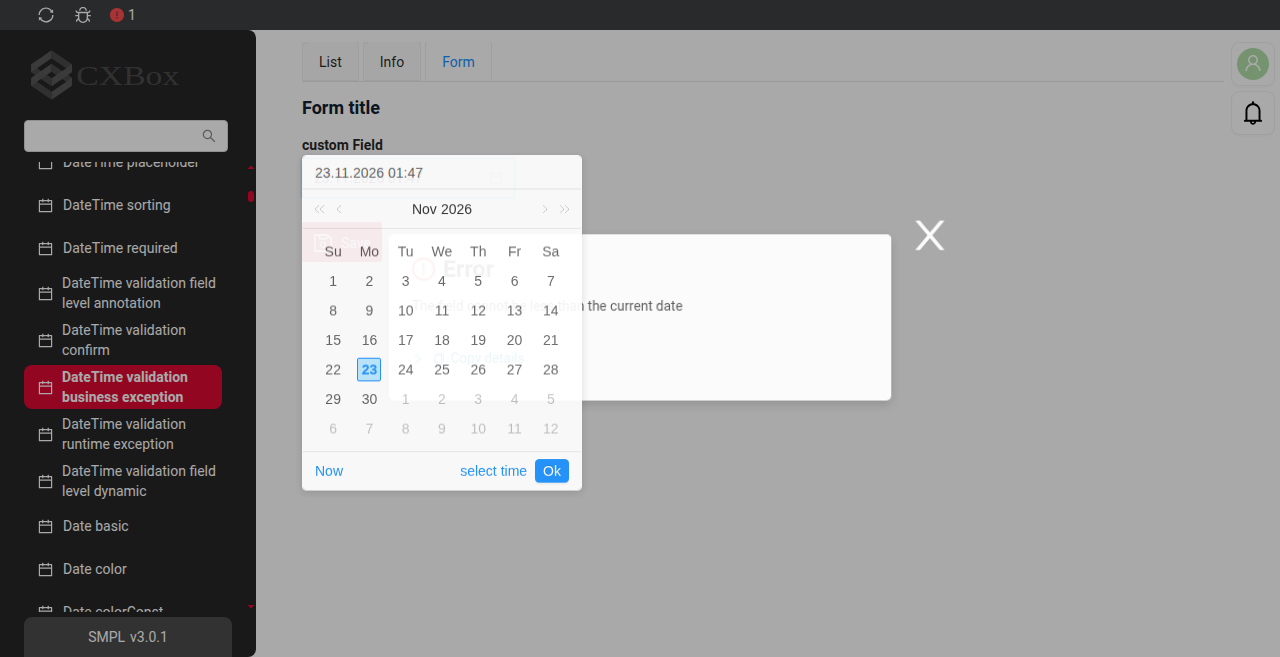 1
CXBox
DateTime placeholder
DateTime sorting
DateTime required
DateTime validation field
level annotation
DateTime validation
confirm
DateTime validation
business exception
DateTime validation
runtime exception
DateTime validation field
level dynamic
Date basic
Date color
Date colorConst
SMPL v3.0.1
List
Info
Form
Form title
custom Field
23.11.2026 01:47
Nov 2026
Su Mo Tu We Th Fr Sa
1 2 3 4 5 6 7
8 9 10 11 12 13 14
15 16 17 18 19 20 21
22 23 24 25 26 27 28
29 30 1 2 3 4 5
6 7 8 9 10 11 12
Now select time Ok
Error
The field cannot be less than the current date
Copy details